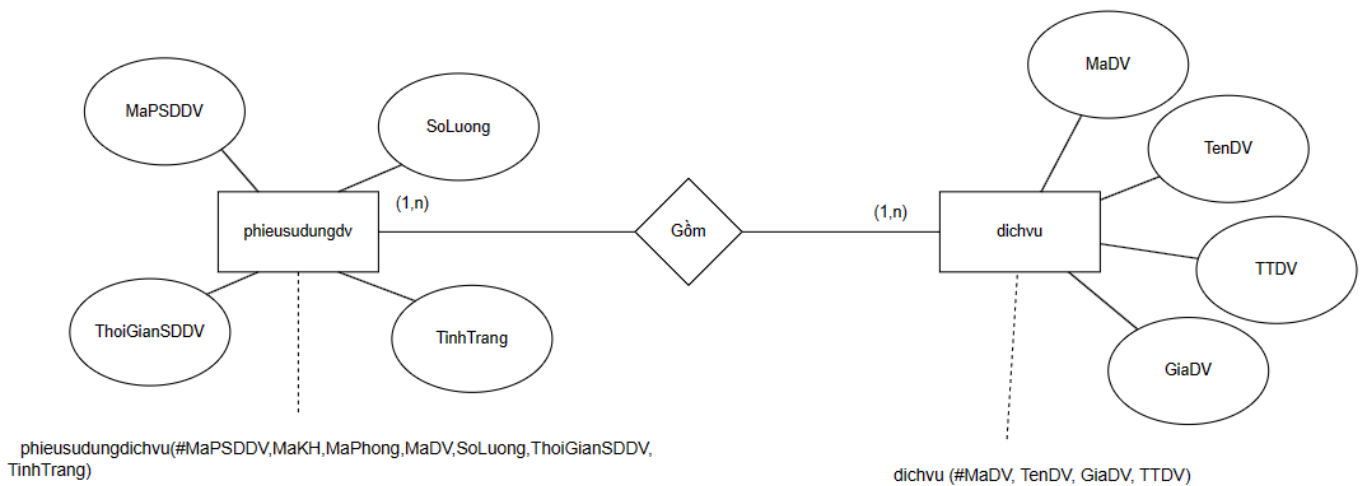 MaDV
MaPSDDV
SoLuong
TenDV
(1,n)
(1,n)
phieusudungdv
Gồm
dichvu
TTDV
ThoiGianSDDV
TinhTrang
GiaDV
phieusudungdichvu(#MaPSDDV,MaKH,MaPhong,MaDV,SoLuong,ThoiGianSDDV,
TinhTrang)
dichvu (#MaDV, TenDV, GiaDV, TTDV)